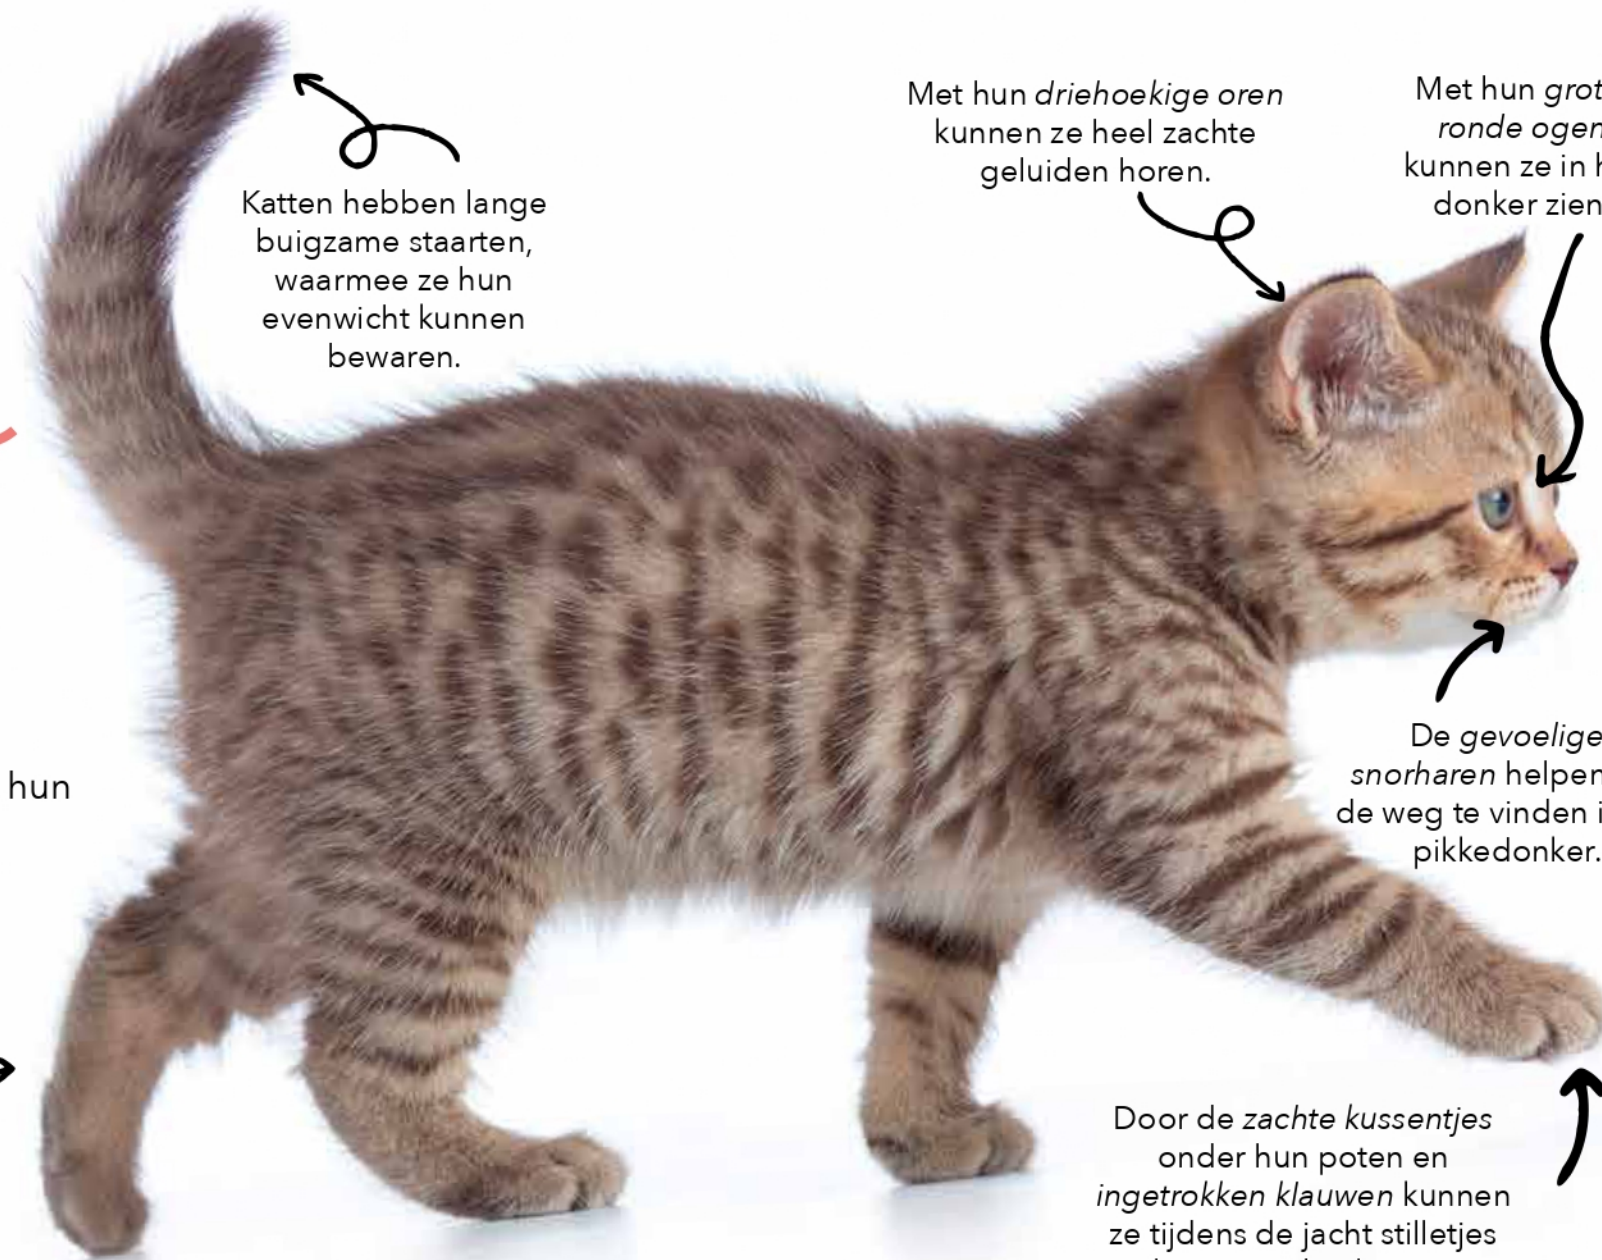 Katten hebben lange
buigzame staarten,
waarmee ze hun
evenwicht kunnen
bewaren.
Met hun driehoekige oren
kunnen ze heel zachte
geluiden horen.
Met hun
ronde ogen
kunnen ze in
donker zien
De gevoelige
snorharen helpen
de weg te vinden
pikkedonker.
hun
Door de zachte kussentjes
onder hun poten en
ingetrokken klauwen kunnen
ze tijdens de jacht stilletjes